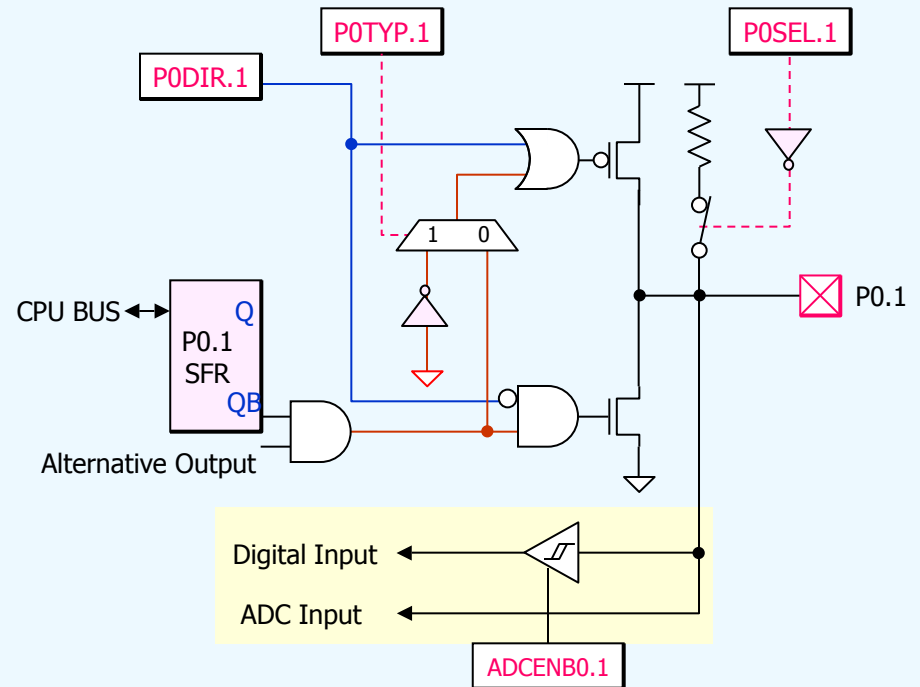 P0TYP.1
P0SEL.1
P0DIR.1
1 0
CPU BUS
Q
P0.1
SFR
QB
P0.1
Alternative Output
Digital Input
ADC Input
ADCENB0.1